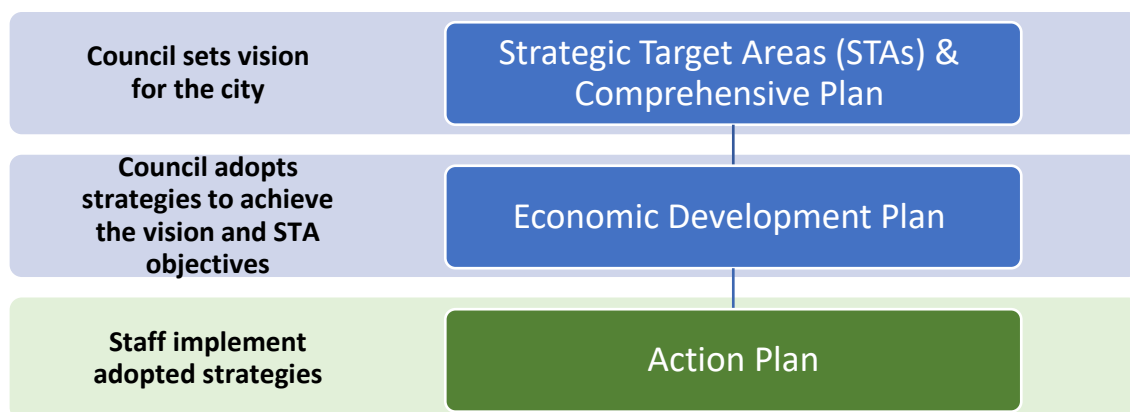 Council sets vision
for the city
Strategic Target Areas (STAs) &
Comprehensive Plan
Council adopts
strategies to achieve
the vision and STA
objectives
Economic Development Plan
Staff implement
adopted strategies
Action Plan